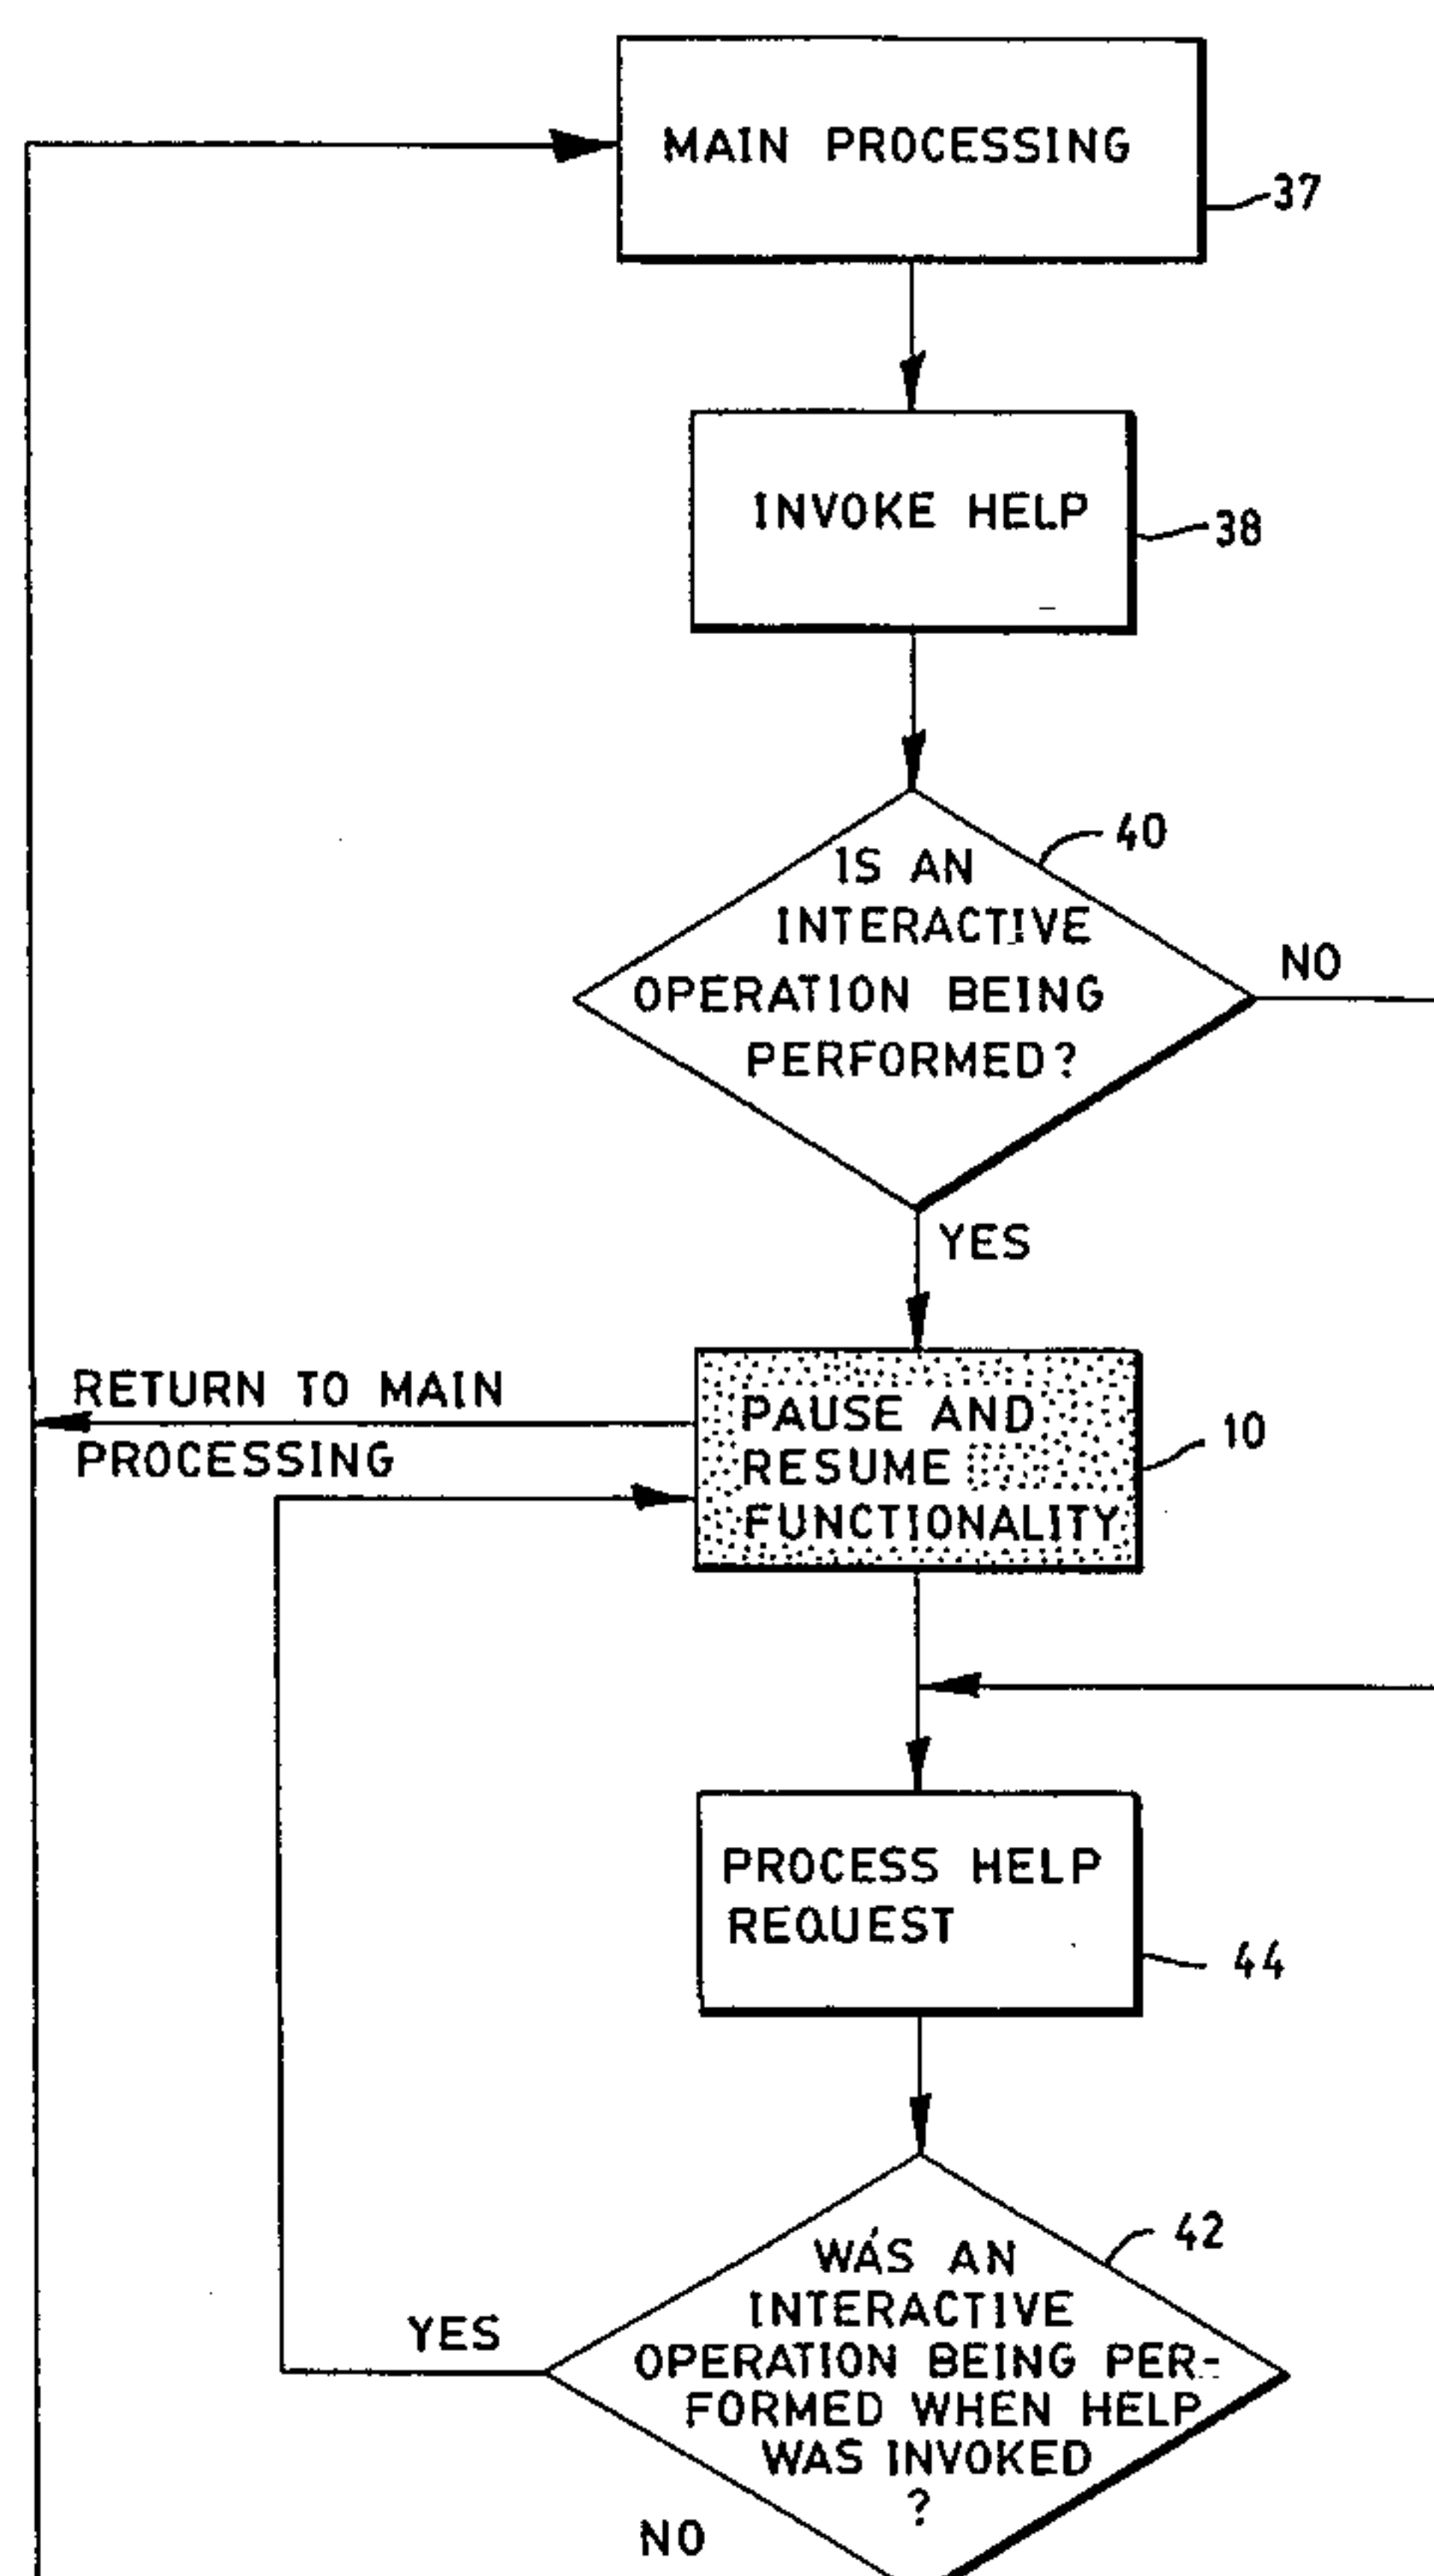 MAIN PROCESSING
37
INVOKE HELP
38
40
IS AN
INTERACTIVE
OPERATION BEING
PERFORMED?
NO
YES
RETURN TO MAIN
PROCESSING
PAUSE AND
RESUME
FUNCTIONALITY
10
PROCESS HELP
REQUEST
44
42
WAS AN
INTERACTIVE
OPERATION BEING PER-
FORMED WHEN HELP
WAS INVOKED
?
YES
NO